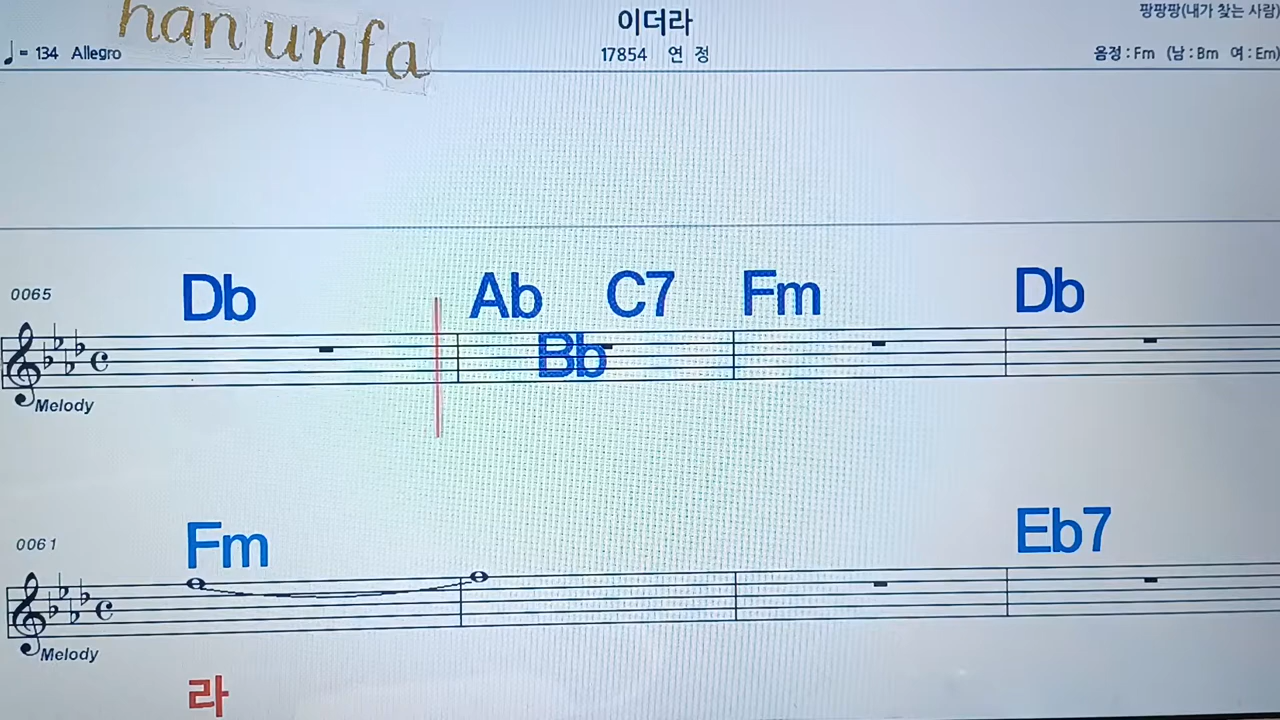 han unfa
이더라
팡팡팡(내가 찾는 사람)
♩= 134 Allegro
17854 연 정
음정 : Fm (남 : Bm 여 : Em)
0065
Db
Ab
C7
Fm
Db
Bb
Melody
0061
Fm
Eb7
Melody
라